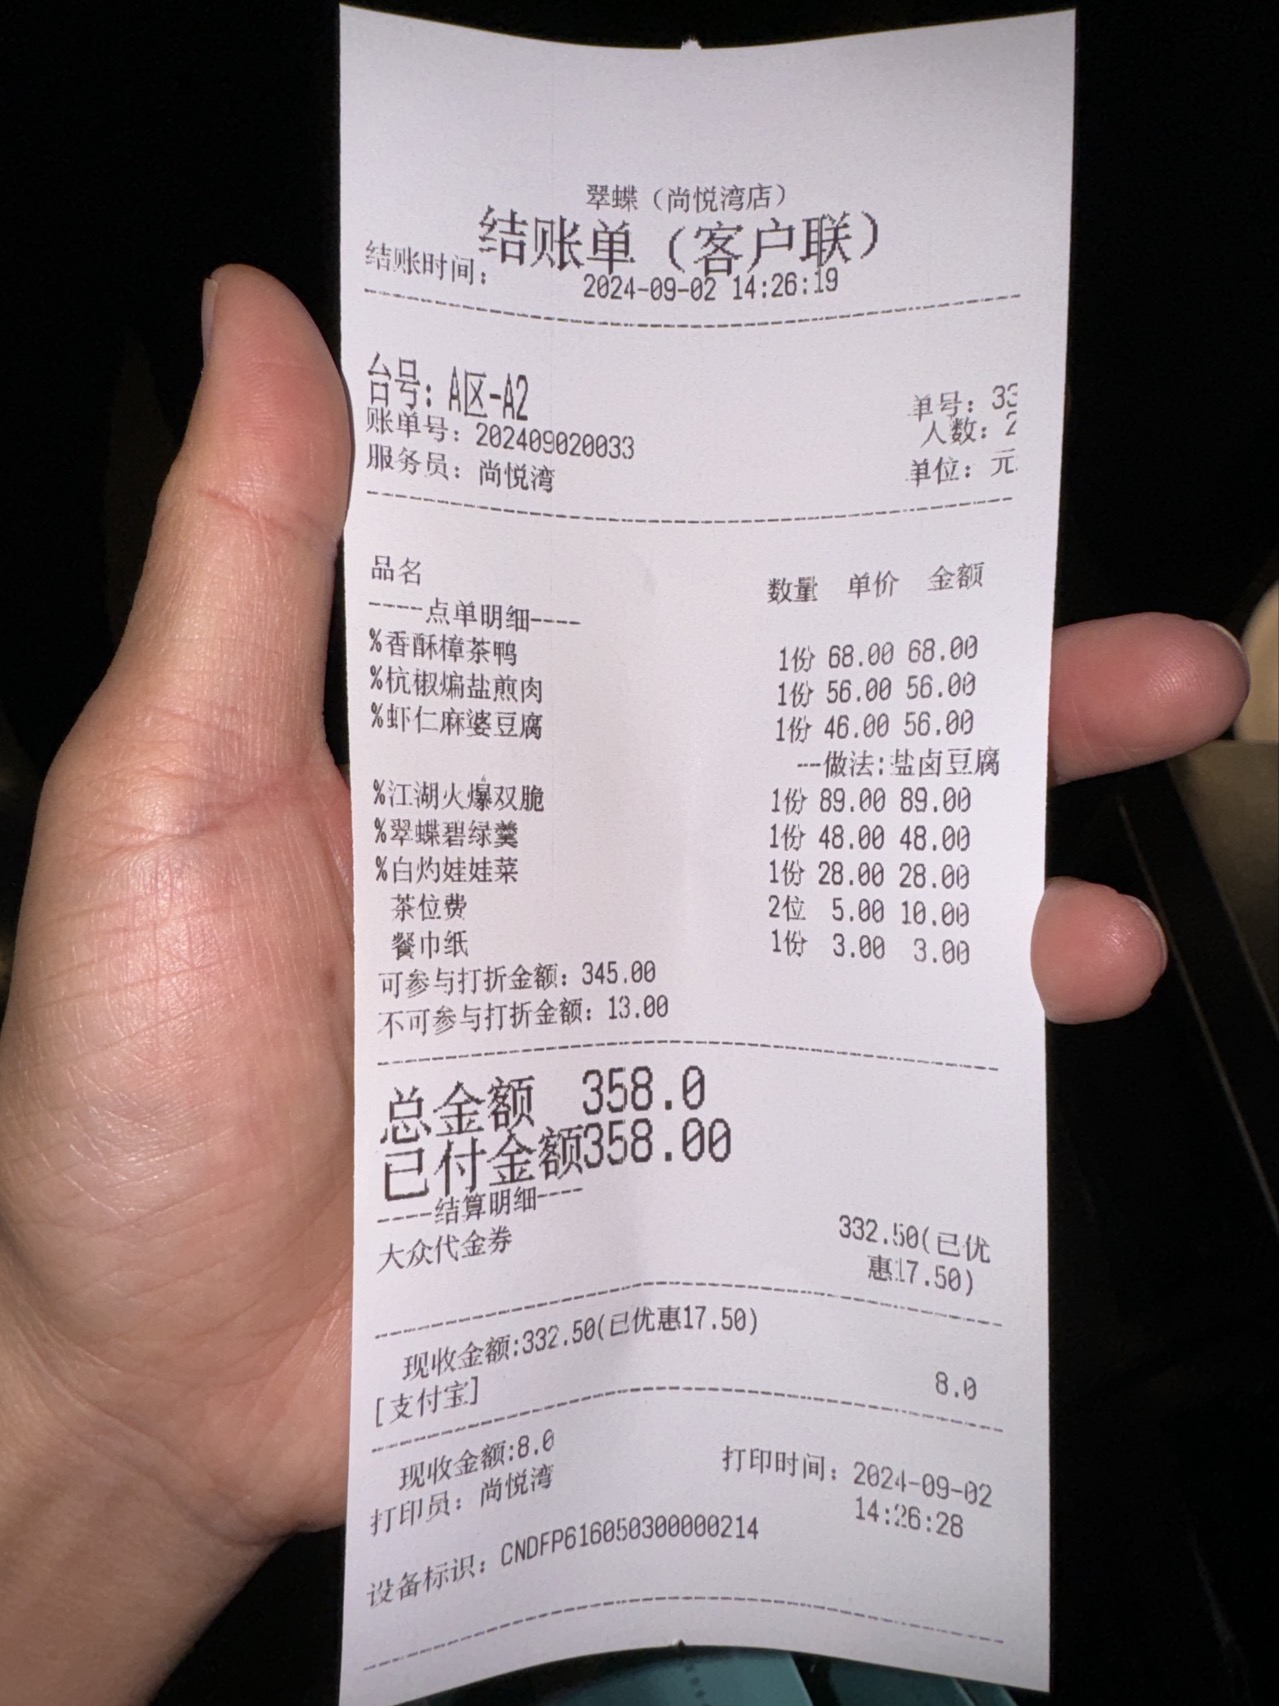 翠蝶（尚悦湾店）
结账单（客户联）
结账时间： 2024-09-02 14:26:19
台号：A区-A2 单号：33
账单号：202409020033 人数：2
服务员：尚悦湾 单位：元
品名 数量 单价 金额
----点单明细----
%香酥樟茶鸭 1份 68.00 68.00
%杭椒煸盐煎肉 1份 56.00 56.00
%虾仁麻婆豆腐 1份 46.00 56.00
--做法:盐卤豆腐
%江湖火爆双脆 1份 89.00 89.00
%翠蝶碧绿羹 1份 48.00 48.00
%白灼娃娃菜 1份 28.00 28.00
茶位费 2位 5.00 10.00
餐巾纸 1份 3.00 3.00
可参与打折金额：345.00
不可参与打折金额：13.00
总金额 358.0
已付金额358.00
----结算明细----
大众代金券 332.50(已优
惠17.50)
现收金额:332.50(已优惠17.50)
[支付宝] 8.0
现收金额:8.0
打印员：尚悦湾 打印时间：2024-09-02
14:26:28
设备标识：CNDFP616050300000214